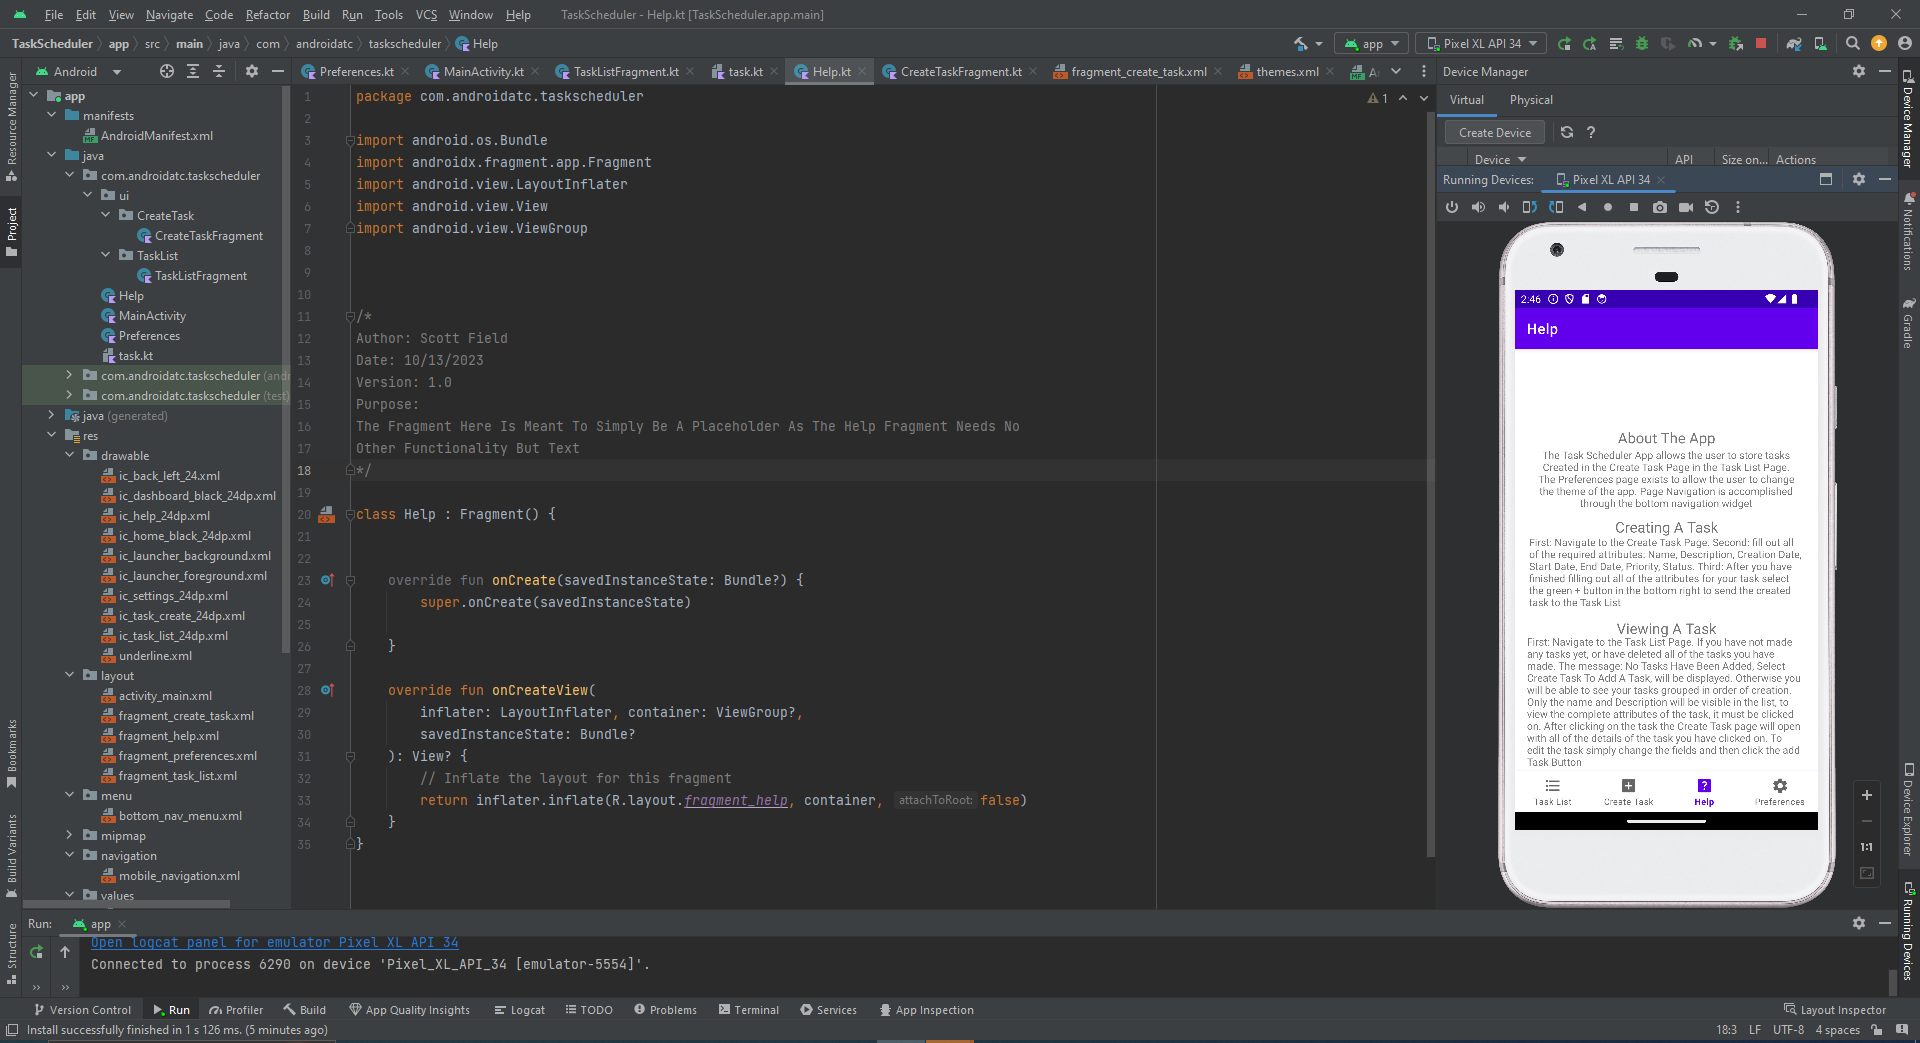 File Edit View Navigate Code Refactor Build Run Tools VCS Window Help TaskScheduler - Help.kt [TaskScheduler.app.main]
TaskScheduler app src main java com androidatc taskscheduler Help
app Pixel XL API 34
Android
Preferences.kt MainActivity.kt TaskListFragment.kt task.kt Help.kt CreateTaskFragment.kt fragment_create_task.xml themes.xml
Device Manager
Resource Manager
Project
Bookmarks
Build Variants
Structure
app
manifests
AndroidManifest.xml
java
com.androidatc.taskscheduler
ui
CreateTask
CreateTaskFragment
TaskList
TaskListFragment
Help
MainActivity
Preferences
task.kt
com.androidatc.taskscheduler (andr
com.androidatc.taskscheduler (test)
java (generated)
res
drawable
ic_back_left_24.xml
ic_dashboard_black_24dp.xml
ic_help_24dp.xml
ic_home_black_24dp.xml
ic_launcher_background.xml
ic_launcher_foreground.xml
ic_settings_24dp.xml
ic_task_create_24dp.xml
ic_task_list_24dp.xml
underline.xml
layout
activity_main.xml
fragment_create_task.xml
fragment_help.xml
fragment_preferences.xml
fragment_task_list.xml
menu
bottom_nav_menu.xml
mipmap
navigation
mobile_navigation.xml
values
1 package com.androidatc.taskscheduler
1
2
3 import android.os.Bundle
4 import androidx.fragment.app.Fragment
5 import android.view.LayoutInflater
6 import android.view.View
7 import android.view.ViewGroup
8
9
10
11 /*
12 Author: Scott Field
13 Date: 10/13/2023
14 Version: 1.0
15 Purpose:
16 The Fragment Here Is Meant To Simply Be A Placeholder As The Help Fragment Needs No
17 Other Functionality But Text
18 */
19
20 class Help : Fragment() {
21
22
23 override fun onCreate(savedInstanceState: Bundle?) {
24 super.onCreate(savedInstanceState)
25
26 }
27
28 override fun onCreateView(
29 inflater: LayoutInflater, container: ViewGroup?,
30 savedInstanceState: Bundle?
31 ): View? {
32 // Inflate the layout for this fragment
33 return inflater.inflate(R.layout.fragment_help, container, attachToRoot: false)
34 }
35 }
Virtual Physical
Create Device ?
Device API Size on... Actions
Running Devices: Pixel XL API 34
2:46
Help
About The App
The Task Scheduler App allows the user to store tasks
Created in the Create Task Page in the Task List Page.
The Preferences page exists to allow the user to change
the theme of the app. Page Navigation is accomplished
through the bottom navigation widget
Creating A Task
First: Navigate to the Create Task Page. Second: fill out all
of the required attributes: Name, Description, Creation Date,
Start Date, End Date, Priority, Status. Third: After you have
finished filling out all of the attributes for your task select
the green + button in the bottom right to send the created
task to the Task List
Viewing A Task
First: Navigate to the Task List Page. If you have not made
any tasks yet, or have deleted all of the tasks you have
made. The message: No Tasks Have Been Added, Select
Create Task To Add A Task, will be displayed. Otherwise you
will be able to see your tasks grouped in order of creation.
Only the name and Description will be visible in the list, to
view the complete attributes of the task, it must be clicked
on. After clicking on the task the Create Task page will open
with all of the details of the task you have clicked on. To
edit the task simply change the fields and then click the add
Task Button
Task List Create Task Help Preferences
1:1
Device Manager
Notifications
Gradle
Device Explorer
Running Devices
Run: app
Open logcat panel for emulator Pixel XL API 34
Connected to process 6290 on device 'Pixel_XL_API_34 [emulator-5554]'.
Version Control Run Profiler Build App Quality Insights Logcat TODO Problems Terminal Services App Inspection Layout Inspector
Install successfully finished in 1 s 126 ms. (5 minutes ago) 18:3 LF UTF-8 4 spaces